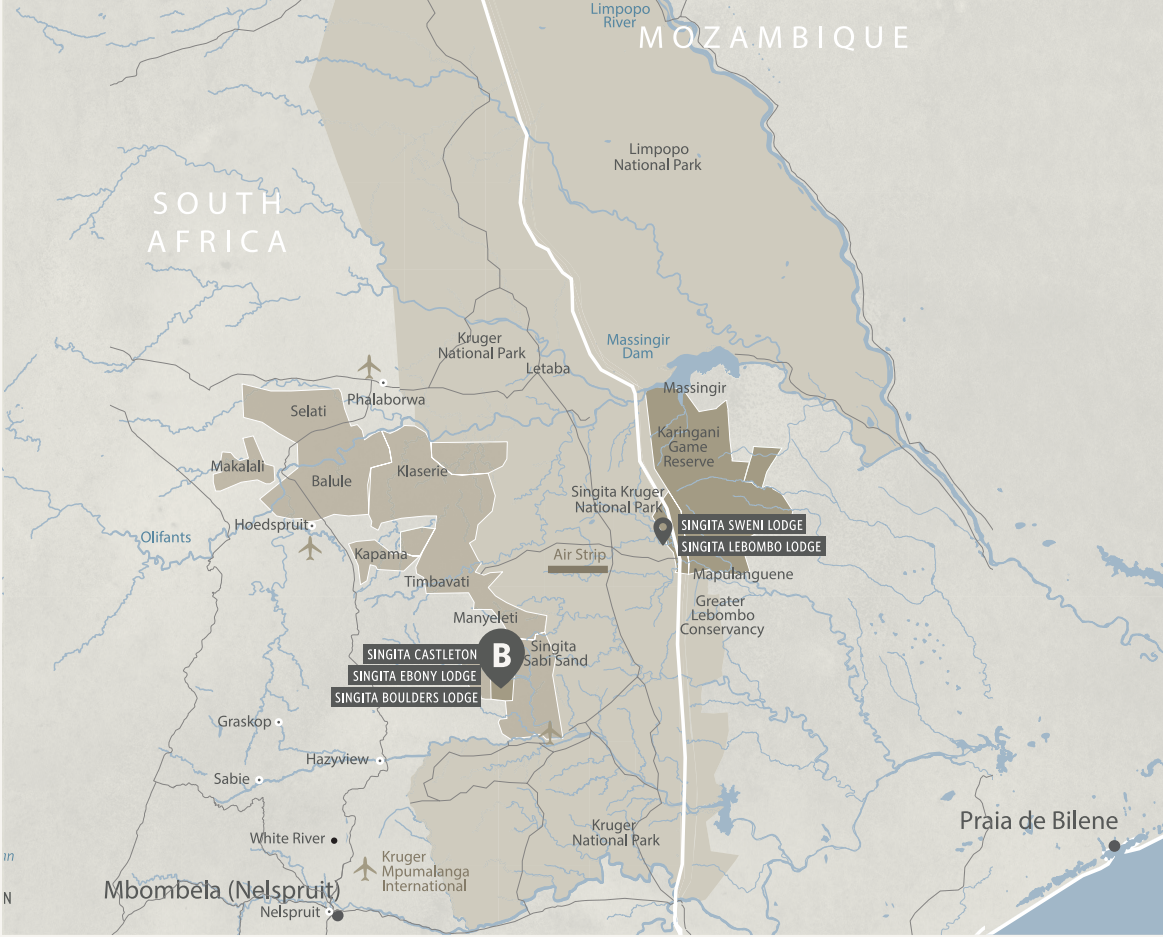 Limpopo
River
MOZAMBIQUE
Limpopo
National Park
SOUTH
AFRICA
Kruger
National Park
Letaba
Massingir
Dam
Massingir
Phalaborwa
Selati
Karingani
Game
Reserve
Makalali
Balule
Klaserie
Singita Kruger
National Park
Hoedspruit
Olifants
SINGITA SWENI LODGE
SINGITA LEBOMBO LODGE
Kapama
Air Strip
Timbavati
Mapulanguene
Greater
Lebombo
Conservancy
Manyeleti
SINGITA CASTLETON
SINGITA EBONY LODGE
SINGITA BOULDERS LODGE
B
Singita
Sabi Sand
Graskop
Hazyview
Sabie
White River
Kruger
National Park
Praia de Bilene
Kruger
Mpumalanga
International
Mbombela (Nelspruit)
Nelspruit
N